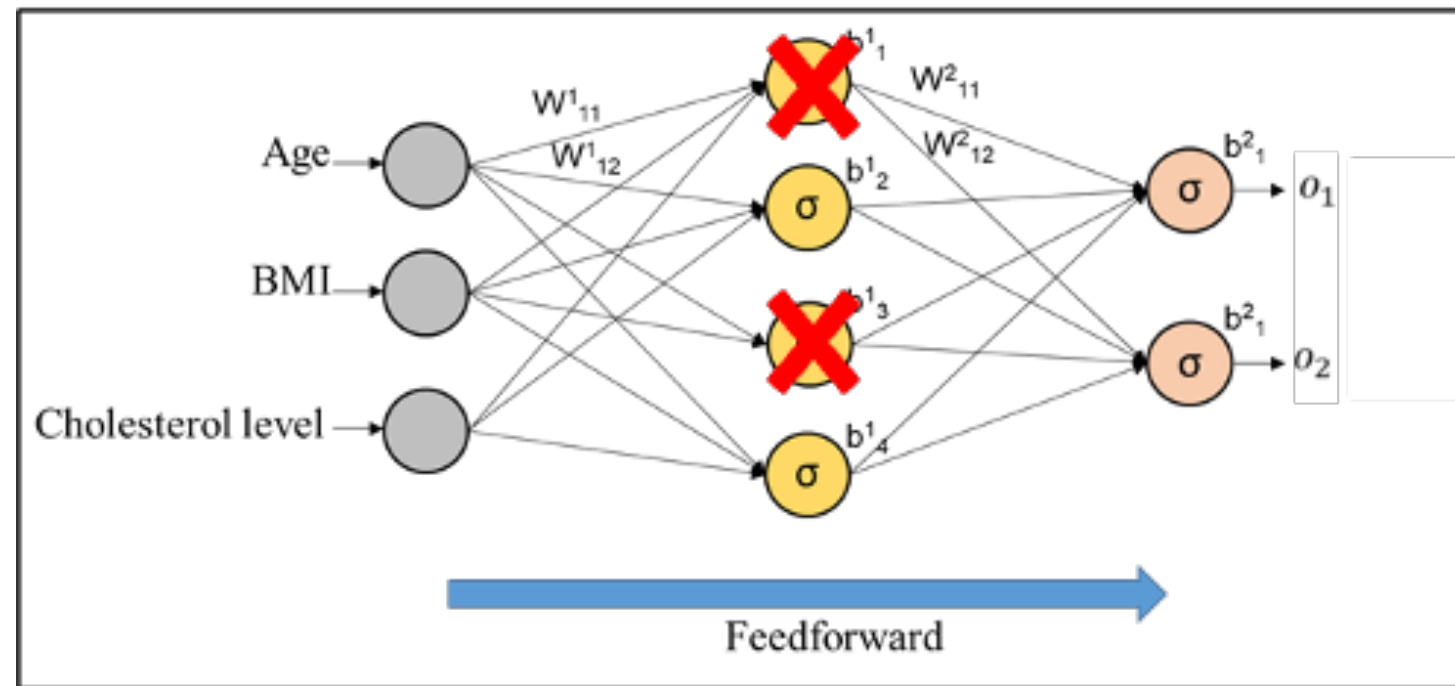 b¹₁
W²₁₁
W¹₁₁
Age
W¹₁₂
W²₁₂
b¹₂
σ
b²₁
σ
o₁
BMI
b¹₃
b²₁
σ
o₂
Cholesterol level
b¹₄
σ
Feedforward